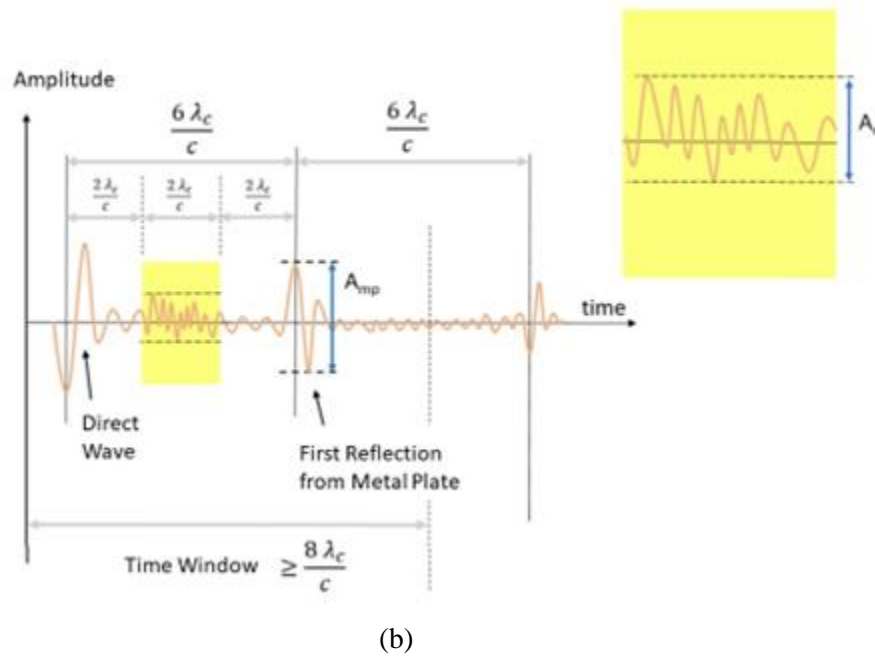 Amplitude
6 λc / c
6 λc / c
2 λc / c
2 λc / c
2 λc / c
Amp
time
Direct
Wave
First Reflection
from Metal Plate
Time Window ≥ 8 λc / c
(b)